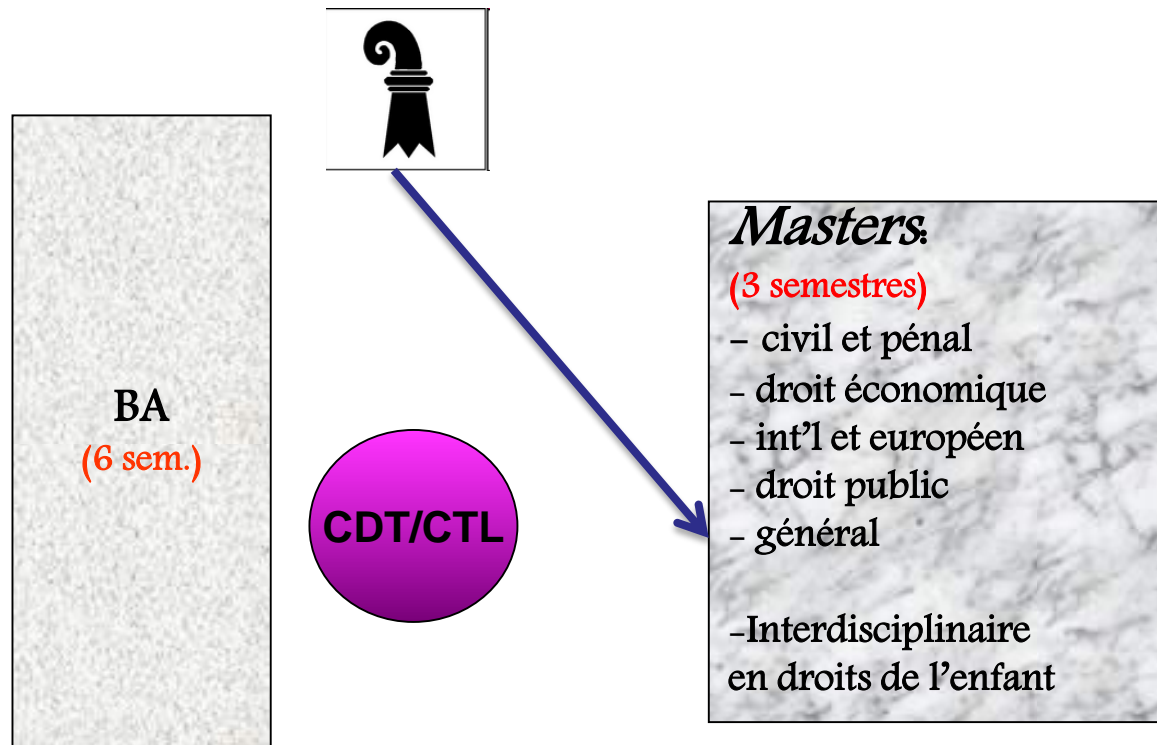 BA
(6 sem.)
CDT/CTL
Masters:
(3 semestres)
- civil et pénal
- droit économique
- int'l et européen
- droit public
- général
-Interdisciplinaire
en droits de l'enfant